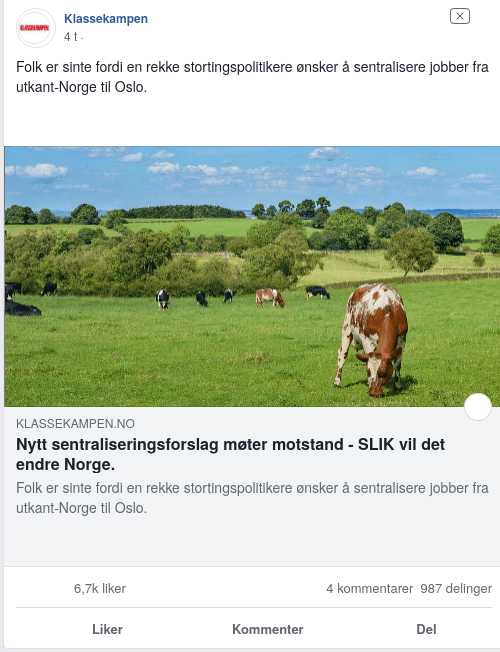 KLASSEKAMPEN
Klassekampen
4 t ·
Folk er sinte fordi en rekke stortingspolitikere ønsker å sentralisere jobber fra
utkant-Norge til Oslo.
KLASSEKAMPEN.NO
Nytt sentraliseringsforslag møter motstand - SLIK vil det
endre Norge.
Folk er sinte fordi en rekke stortingspolitikere ønsker å sentralisere jobber fra
utkant-Norge til Oslo.
6,7k liker 4 kommentarer 987 delinger
Liker Kommenter Del